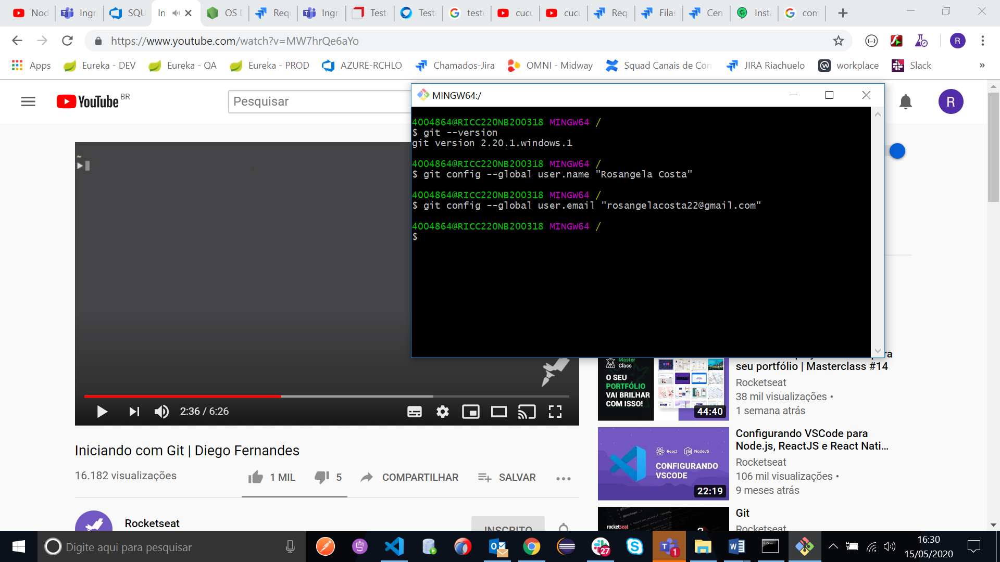 Nod
Ingr
SQU
In
OS D
Requ
Ingr
Test
Teste
teste
cucu
cucu
Req
Filas
Cen
Insta
com
https://www.youtube.com/watch?v=MW7hrQe6aYo
R
Apps
Eureka - DEV
Eureka - QA
Eureka - PROD
AZURE-RCHLO
Chamados-Jira
OMNI - Midway
Squad Canais de Con
JIRA Riachuelo
workplace
Slack
»
YouTube BR
Pesquisar
R
MINGW64:/
4004864@RICC220NB200318 MINGW64 /
$ git --version
git version 2.20.1.windows.1
4004864@RICC220NB200318 MINGW64 /
$ git config --global user.name "Rosangela Costa"
4004864@RICC220NB200318 MINGW64 /
$ git config --global user.email "rosangelacosta22@gmail.com"
4004864@RICC220NB200318 MINGW64 /
$
~
2:36 / 6:26
Iniciando com Git | Diego Fernandes
16.182 visualizações
1 MIL
5
COMPARTILHAR
SALVAR
Rocketseat
INSCRITO
Master
Class
O SEU
PORTFÓLIO
VAI BRILHAR
COM ISSO!
44:40
ra
seu portfólio | Masterclass #14
Rocketseat
38 mil visualizações •
1 semana atrás
React
NodeJS
CONFIGURANDO
VSCODE
22:19
Configurando VSCode para
Node.js, ReactJS e React Nati...
Rocketseat
106 mil visualizações •
9 meses atrás
rocketseat
Git
Rocketseat
Digite aqui para pesquisar
27
1
16:30
15/05/2020